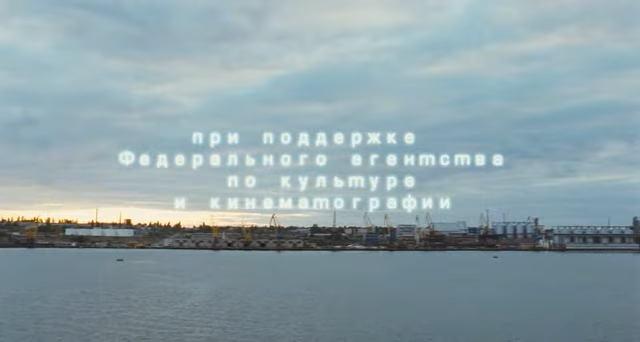 при поддержке
Федерального агентства
по культуре
и кинематографии